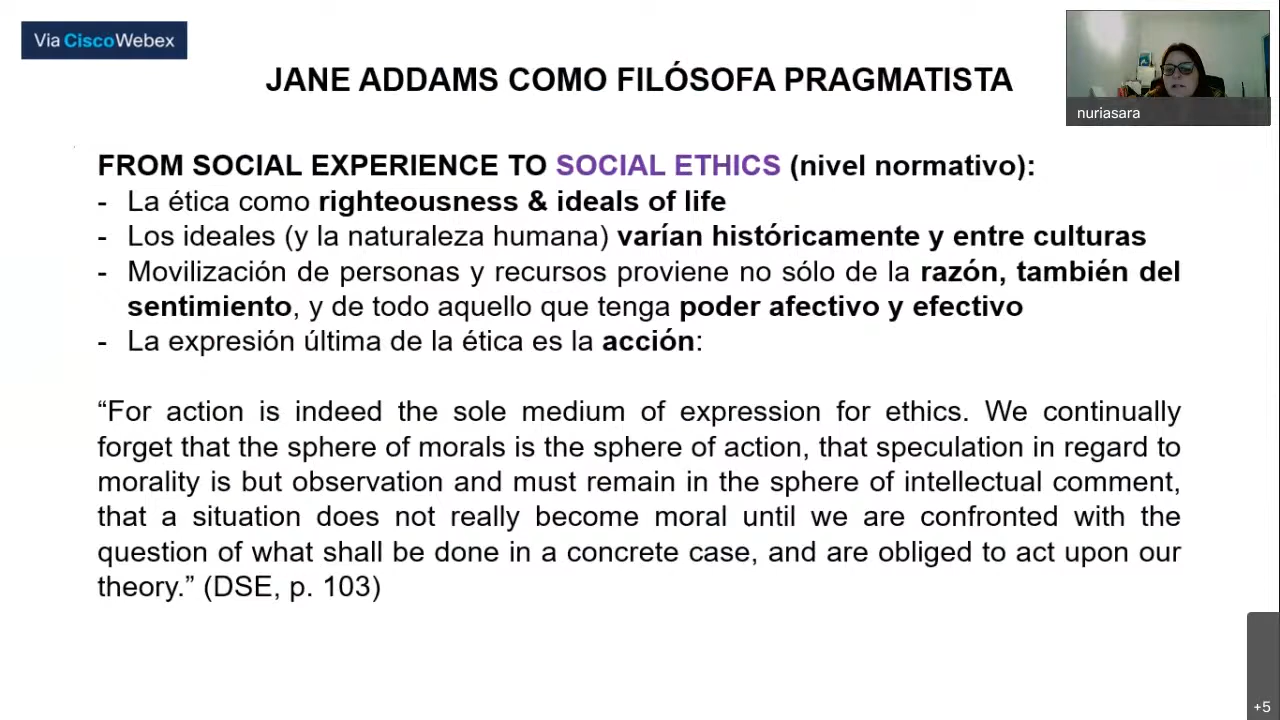 Via CiscoWebex
JANE ADDAMS COMO FILÓSOFA PRAGMATISTA
nuriasara
FROM SOCIAL EXPERIENCE TO SOCIAL ETHICS (nivel normativo):
- La ética como righteousness & ideals of life
- Los ideales (y la naturaleza humana) varían históricamente y entre culturas
- Movilización de personas y recursos proviene no sólo de la razón, también del
sentimiento, y de todo aquello que tenga poder afectivo y efectivo
- La expresión última de la ética es la acción:
“For action is indeed the sole medium of expression for ethics. We continually
forget that the sphere of morals is the sphere of action, that speculation in regard to
morality is but observation and must remain in the sphere of intellectual comment,
that a situation does not really become moral until we are confronted with the
question of what shall be done in a concrete case, and are obliged to act upon our
theory.” (DSE, p. 103)
+5